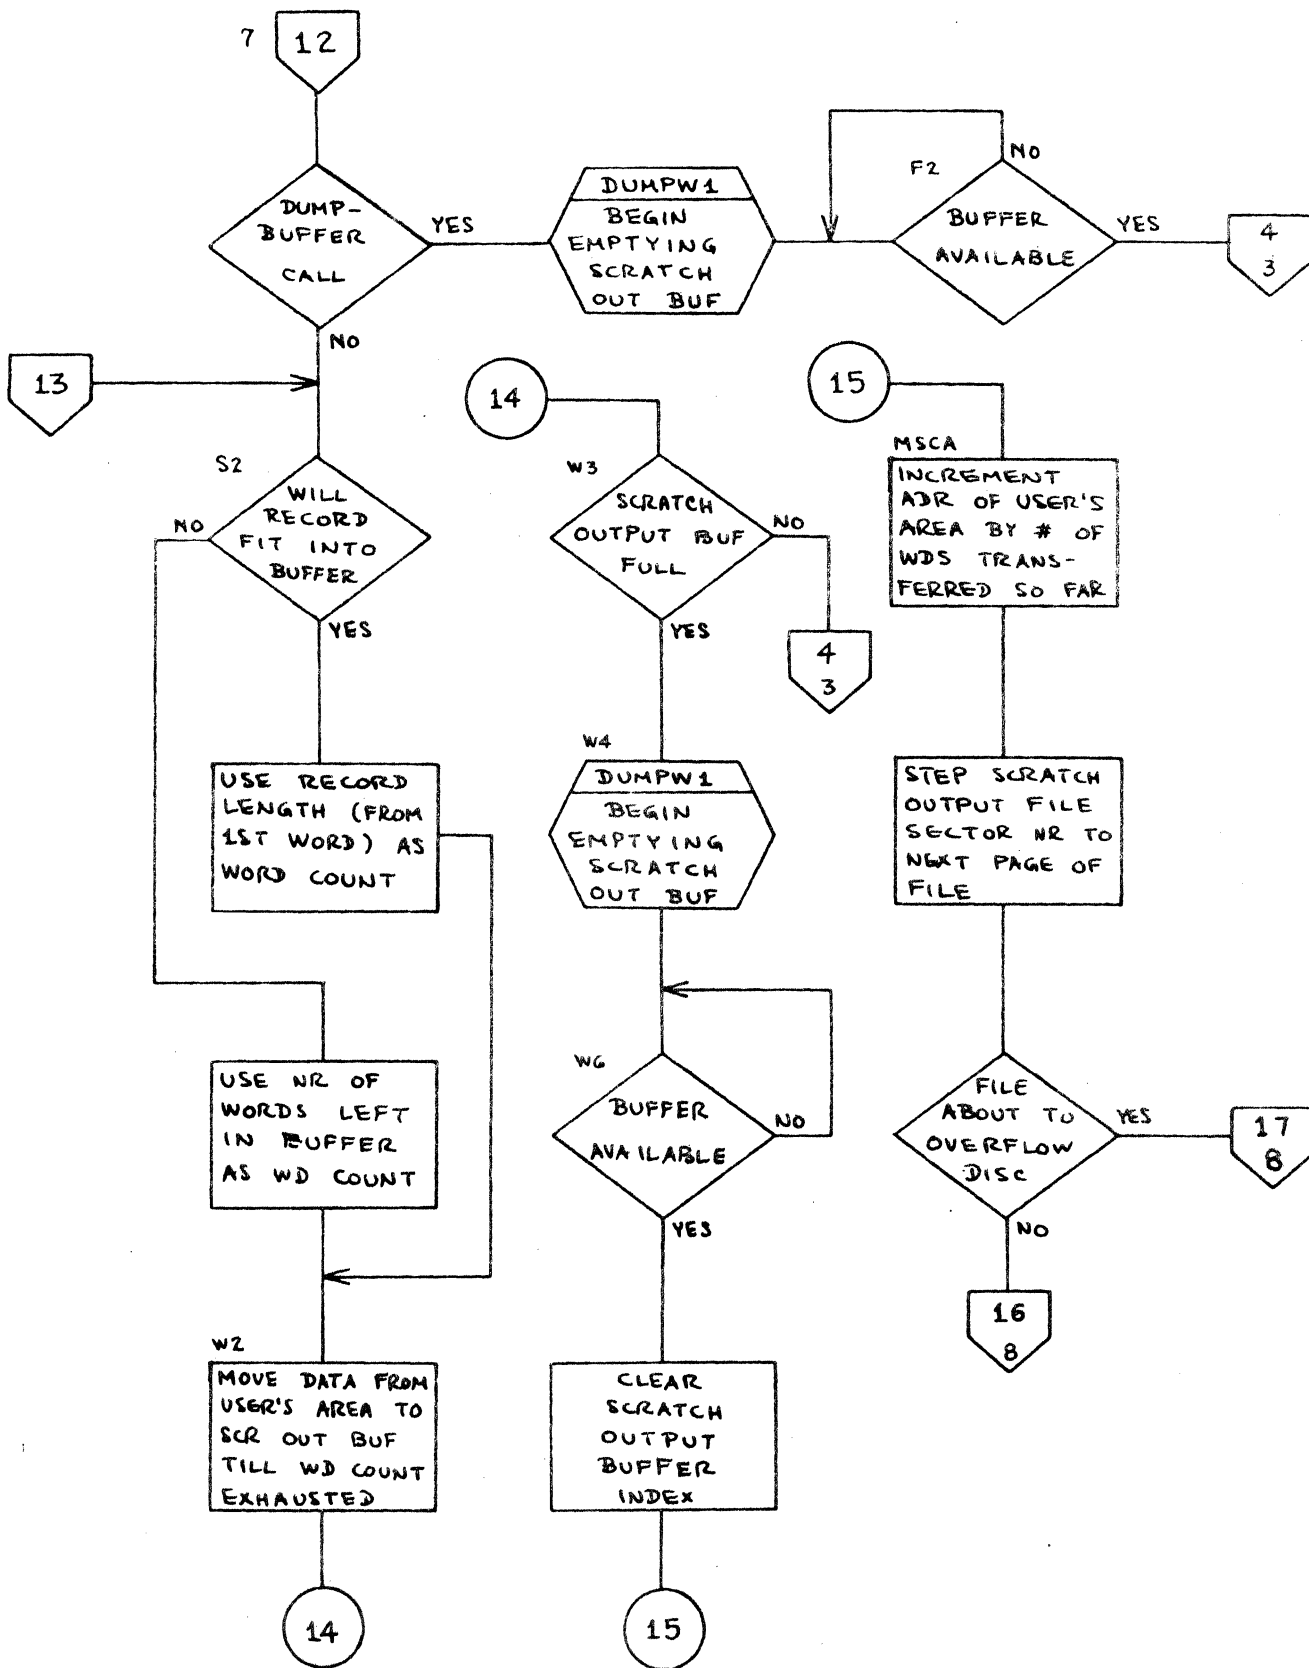 7
12
DUMP-
BUFFER
CALL
YES
NO
DUMPW1
BEGIN
EMPTYING
SCRATCH
OUT BUF
F2
NO
BUFFER
AVAILABLE
YES
4
3
13
S2
WILL
RECORD
FIT INTO
BUFFER
NO
YES
USE RECORD
LENGTH (FROM
1ST WORD) AS
WORD COUNT
USE NR OF
WORDS LEFT
IN BUFFER
AS WD COUNT
W2
MOVE DATA FROM
USER'S AREA TO
SCR OUT BUF
TILL WD COUNT
EXHAUSTED
14
14
W3
SCRATCH
OUTPUT BUF
FULL
NO
YES
4
3
W4
DUMPW1
BEGIN
EMPTYING
SCRATCH
OUT BUF
W6
BUFFER
AVAILABLE
NO
YES
CLEAR
SCRATCH
OUTPUT
BUFFER
INDEX
15
15
MSCA
INCREMENT
ADR OF USER'S
AREA BY # OF
WDS TRANS-
FERRED SO FAR
STEP SCRATCH
OUTPUT FILE
SECTOR NR TO
NEXT PAGE OF
FILE
FILE
ABOUT TO
OVERFLOW
DISC
YES
17
8
NO
16
8